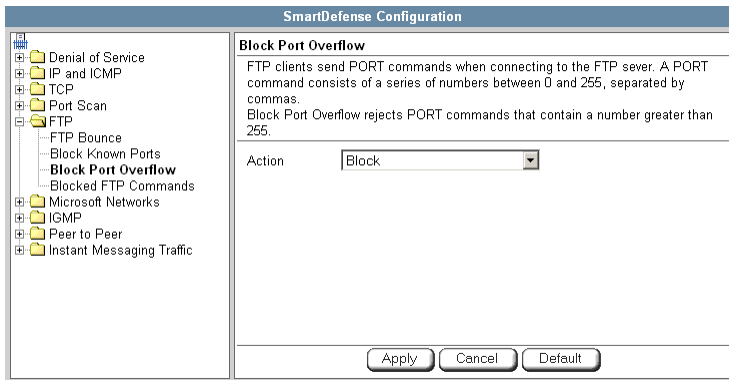 SmartDefense Configuration
Denial of Service
IP and ICMP
TCP
Port Scan
FTP
FTP Bounce
Block Known Ports
Block Port Overflow
Blocked FTP Commands
Microsoft Networks
IGMP
Peer to Peer
Instant Messaging Traffic
Block Port Overflow
FTP clients send PORT commands when connecting to the FTP sever. A PORT
command consists of a series of numbers between 0 and 255, separated by
commas.
Block Port Overflow rejects PORT commands that contain a number greater than
255.
Action
Block
Apply
Cancel
Default